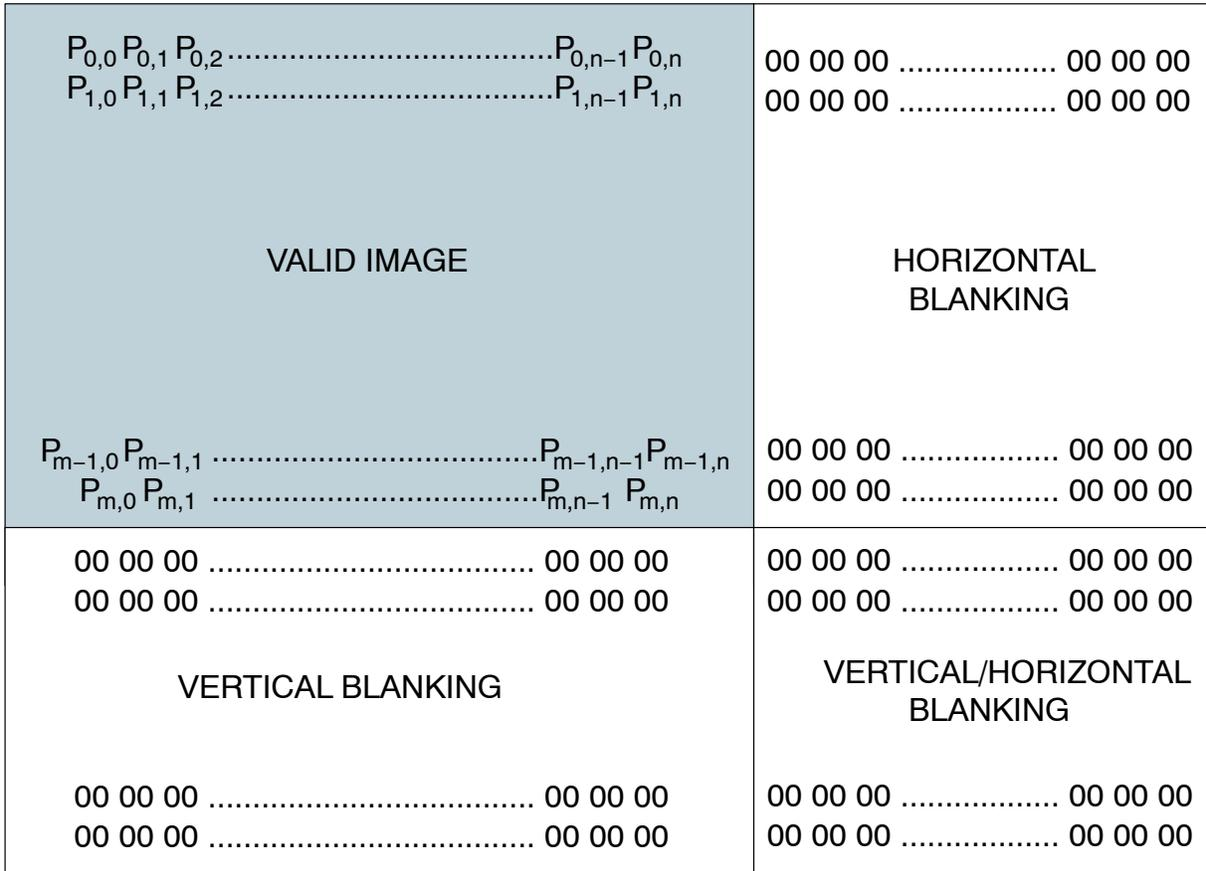 P0,0 P0,1 P0,2.....................................P0,n−1 P0,n
00 00 00 .................. 00 00 00
P1,0 P1,1 P1,2.....................................P1,n−1 P1,n
00 00 00 .................. 00 00 00
VALID IMAGE
HORIZONTAL
BLANKING
Pm−1,0 Pm−1,1 .....................................Pm−1,n−1 Pm−1,n
00 00 00 .................. 00 00 00
Pm,0 Pm,1 .....................................Pm,n−1 Pm,n
00 00 00 .................. 00 00 00
00 00 00 ..................................... 00 00 00
00 00 00 .................. 00 00 00
00 00 00 ..................................... 00 00 00
00 00 00 .................. 00 00 00
VERTICAL BLANKING
VERTICAL/HORIZONTAL
BLANKING
00 00 00 ..................................... 00 00 00
00 00 00 .................. 00 00 00
00 00 00 ..................................... 00 00 00
00 00 00 .................. 00 00 00